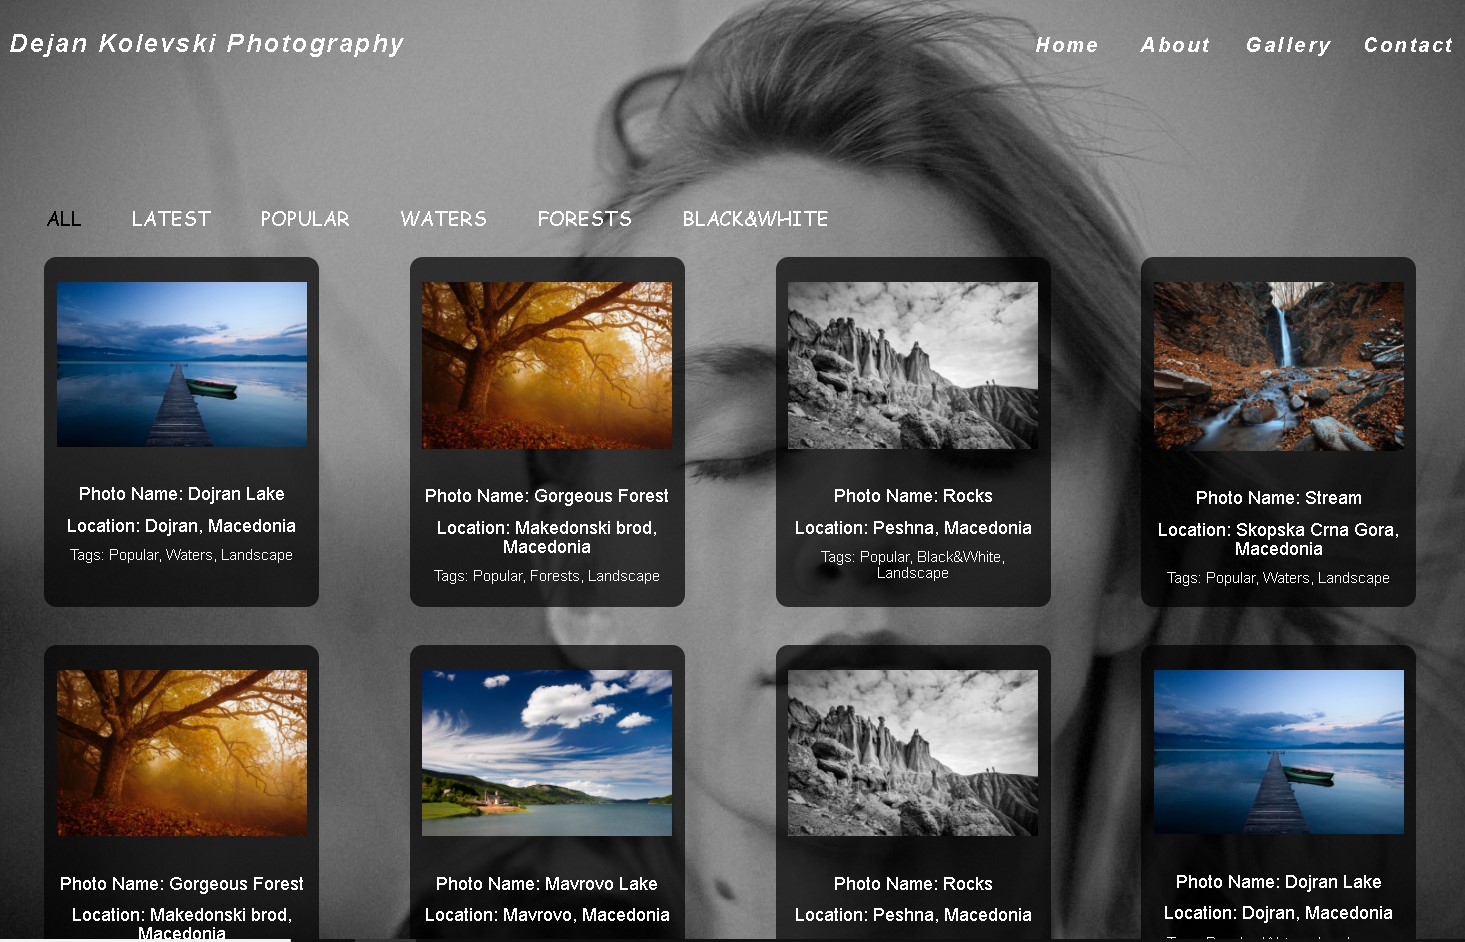 Dejan Kolevski Photography
Home About Gallery Contact
ALL LATEST POPULAR WATERS FORESTS BLACK&WHITE
Photo Name: Dojran Lake
Location: Dojran, Macedonia
Tags: Popular, Waters, Landscape
Photo Name: Gorgeous Forest
Location: Makedonski brod,
Macedonia
Tags: Popular, Forests, Landscape
Photo Name: Rocks
Location: Peshna, Macedonia
Tags: Popular, Black&White,
Landscape
Photo Name: Stream
Location: Skopska Crna Gora,
Macedonia
Tags: Popular, Waters, Landscape
Photo Name: Gorgeous Forest
Location: Makedonski brod,
Macedonia
Photo Name: Mavrovo Lake
Location: Mavrovo, Macedonia
Photo Name: Rocks
Location: Peshna, Macedonia
Photo Name: Dojran Lake
Location: Dojran, Macedonia